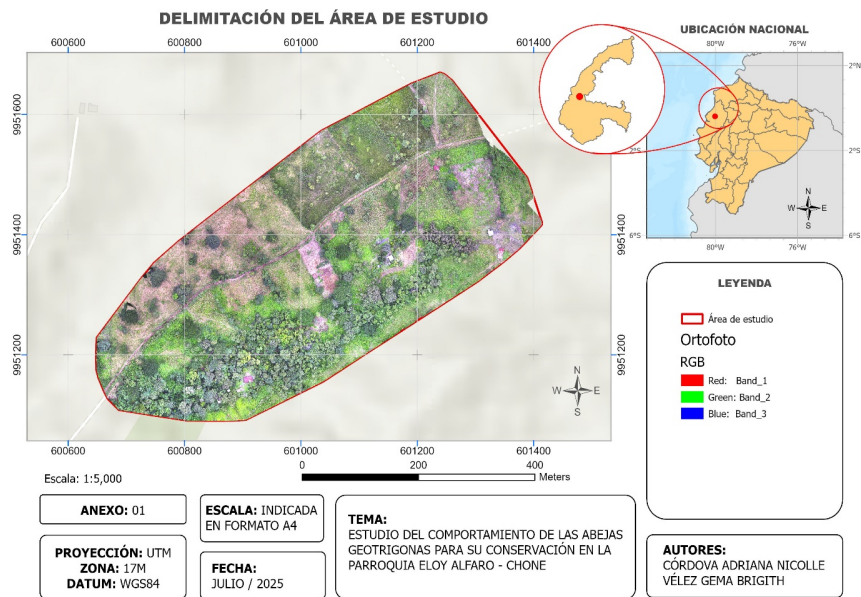 DELIMITACIÓN DEL ÁREA DE ESTUDIO
600600 600800 601000 601200 601400
9951600
9951400
9951200
N
W E
S
600600 600800 601000 601200 601400
Escala: 1:5,000
0 200 400
Meters
UBICACIÓN NACIONAL
80°W 76°W
2°N
2°S 2°S
6°S 6°S
N
W E
S
80°W 76°W
LEYENDA
Área de estudio
Ortofoto
RGB
Red: Band_1
Green: Band_2
Blue: Band_3
ANEXO: 01
PROYECCIÓN: UTM
ZONA: 17M
DATUM: WGS84
ESCALA: INDICADA
EN FORMATO A4
FECHA:
JULIO / 2025
TEMA:
ESTUDIO DEL COMPORTAMIENTO DE LAS ABEJAS
GEOTRIGONAS PARA SU CONSERVACIÓN EN LA
PARROQUIA ELOY ALFARO - CHONE
AUTORES:
CÓRDOVA ADRIANA NICOLLE
VÉLEZ GEMA BRIGITH